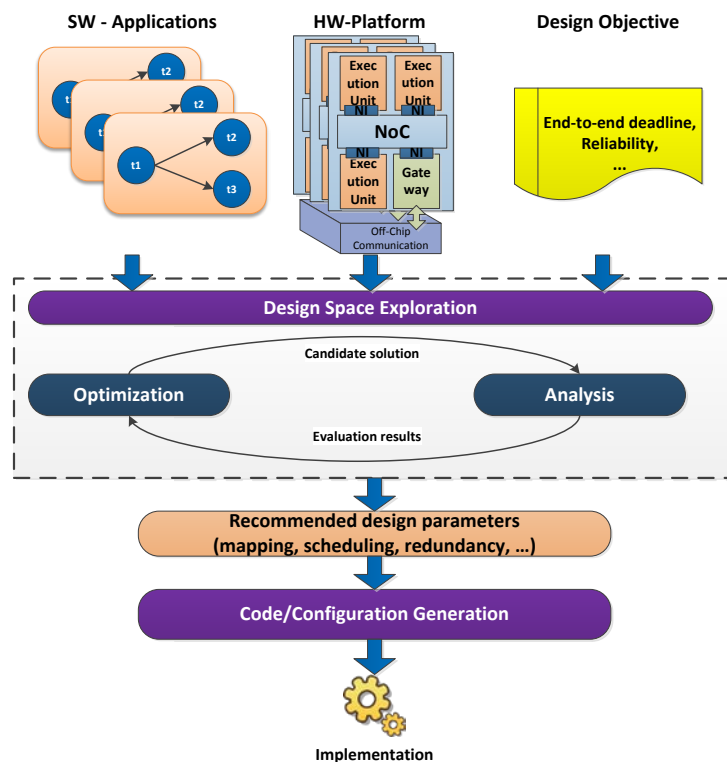 SW - Applications
HW-Platform
Design Objective
t2
t2
t1
t2
t3
Exec
ution
Unit
Exec
ution
Unit
NI
NI
NoC
NI
NI
Exec
ution
Unit
Gate
way
Off-Chip
Communication
End-to-end deadline,
Reliability,
...
Design Space Exploration
Candidate solution
Optimization
Analysis
Evaluation results
Recommended design parameters
(mapping, scheduling, redundancy, ...)
Code/Configuration Generation
Implementation